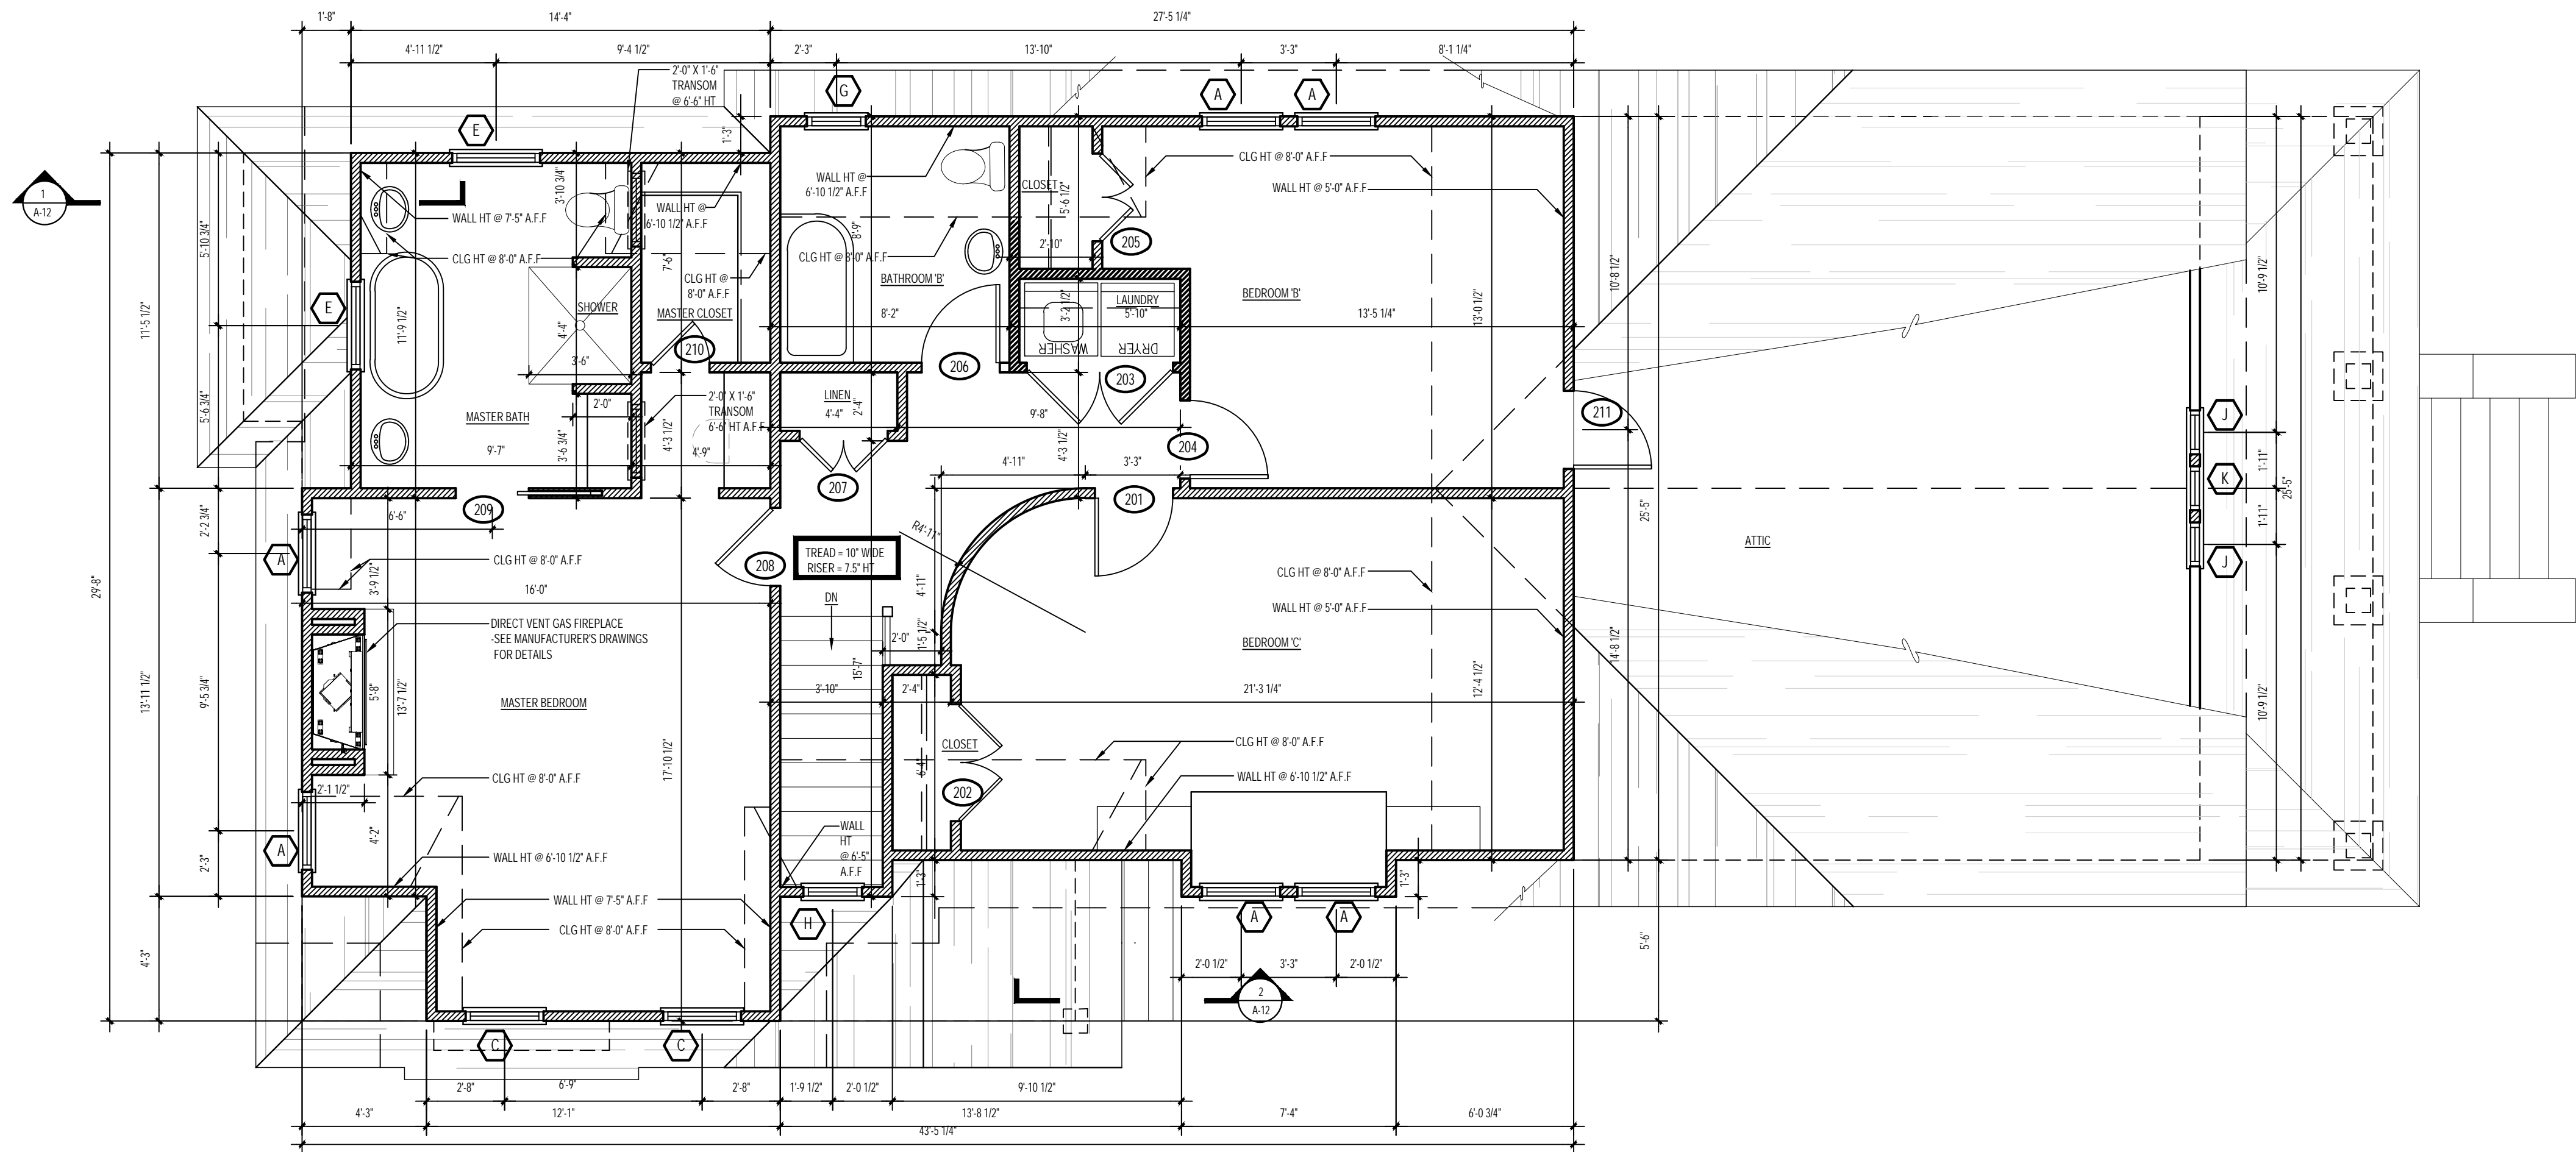 1'-8"
14'-4"
27'-5 1/4"
4'-11 1/2"
9'-4 1/2"
2'-3"
13'-10"
3'-3"
8'-1 1/4"
2'-0" X 1'-6"
TRANSOM
@ 6'-6" HT
G
A
A
E
1'-3"
1
A-12
3'-10 3/4"
WALL HT @
6'-10 1/2" A.F.F
CLG HT @ 8'-0" A.F.F
WALL HT @ 5'-0" A.F.F
CLOSET
5'-6 1/2"
WALL HT @ 7'-5" A.F.F
WALL HT @
6'-10 1/2" A.F.F
8'-9"
2'-10"
205
5'-10 3/4"
CLG HT @ 8'-0" A.F.F
7'-6"
CLG HT @
8'-0" A.F.F
CLG HT @ 8'-0" A.F.F
BATHROOM 'B'
10'-8 1/2"
10'-9 1/2"
E
SHOWER
MASTER CLOSET
8'-2"
3'-2 1/2"
LAUNDRY
5'-10"
BEDROOM 'B'
13'-5 1/4"
13'-0 1/2"
11'-5 1/2"
11'-9 1/2"
4'-4"
3'-6"
210
WASHER
DRYER
206
203
5'-6 3/4"
2'-0"
2'-0" X 1'-6"
TRANSOM
6'-6" HT A.F.F
LINEN
4'-4"
2'-4"
9'-8"
211
J
MASTER BATH
9'-7"
3'-6 3/4"
4'-3 1/2"
4'-9"
4'-3 1/2"
204
4'-11"
3'-3"
1'-11"
K
207
201
25'-5"
209
6'-6"
2'-2 3/4"
R4'-11"
25'-5"
1'-11"
ATTIC
A
CLG HT @ 8'-0" A.F.F
208
TREAD = 10" WIDE
RISER = 7.5" HT
J
29'-8"
3'-9 1/2"
16'-0"
4'-11"
CLG HT @ 8'-0" A.F.F
DN
WALL HT @ 5'-0" A.F.F
DIRECT VENT GAS FIREPLACE
-SEE MANUFACTURER'S DRAWINGS
FOR DETAILS
2'-0"
1'-5 1/2"
BEDROOM 'C'
14'-8 1/2"
13'-11 1/2"
9'-5 3/4"
5'-8"
13'-7 1/2"
MASTER BEDROOM
15'-7"
3'-10"
2'-4"
21'-3 1/4"
12'-4 1/2"
10'-9 1/2"
17'-10 1/2"
CLOSET
6'-4"
CLG HT @ 8'-0" A.F.F
CLG HT @ 8'-0" A.F.F
WALL HT @ 6'-10 1/2" A.F.F
2'-1 1/2"
202
4'-2"
WALL
HT
@ 6'-5"
A.F.F
A
2'-3"
WALL HT @ 6'-10 1/2" A.F.F
1'-3"
1'-3"
WALL HT @ 7'-5" A.F.F
H
A
A
CLG HT @ 8'-0" A.F.F
4'-3"
5'-6"
2'-0 1/2"
3'-3"
2'-0 1/2"
2
A-12
C
C
2'-8"
6'-9"
2'-8"
1'-9 1/2"
2'-0 1/2"
9'-10 1/2"
4'-3"
12'-1"
13'-8 1/2"
7'-4"
6'-0 3/4"
43'-5 1/4"